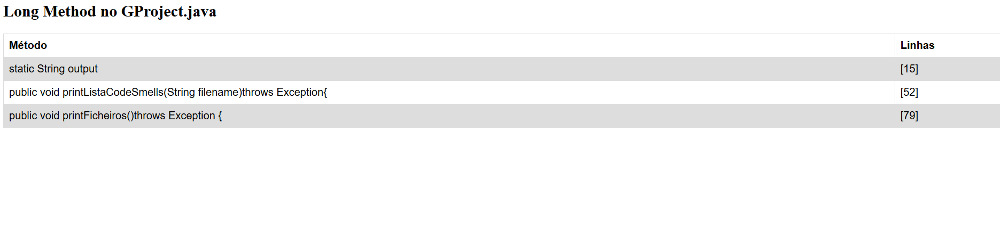 Long Method no GProject.java
Método Linhas
static String output [15]
public void printListaCodeSmells(String filename)throws Exception{ [52]
public void printFicheiros()throws Exception { [79]